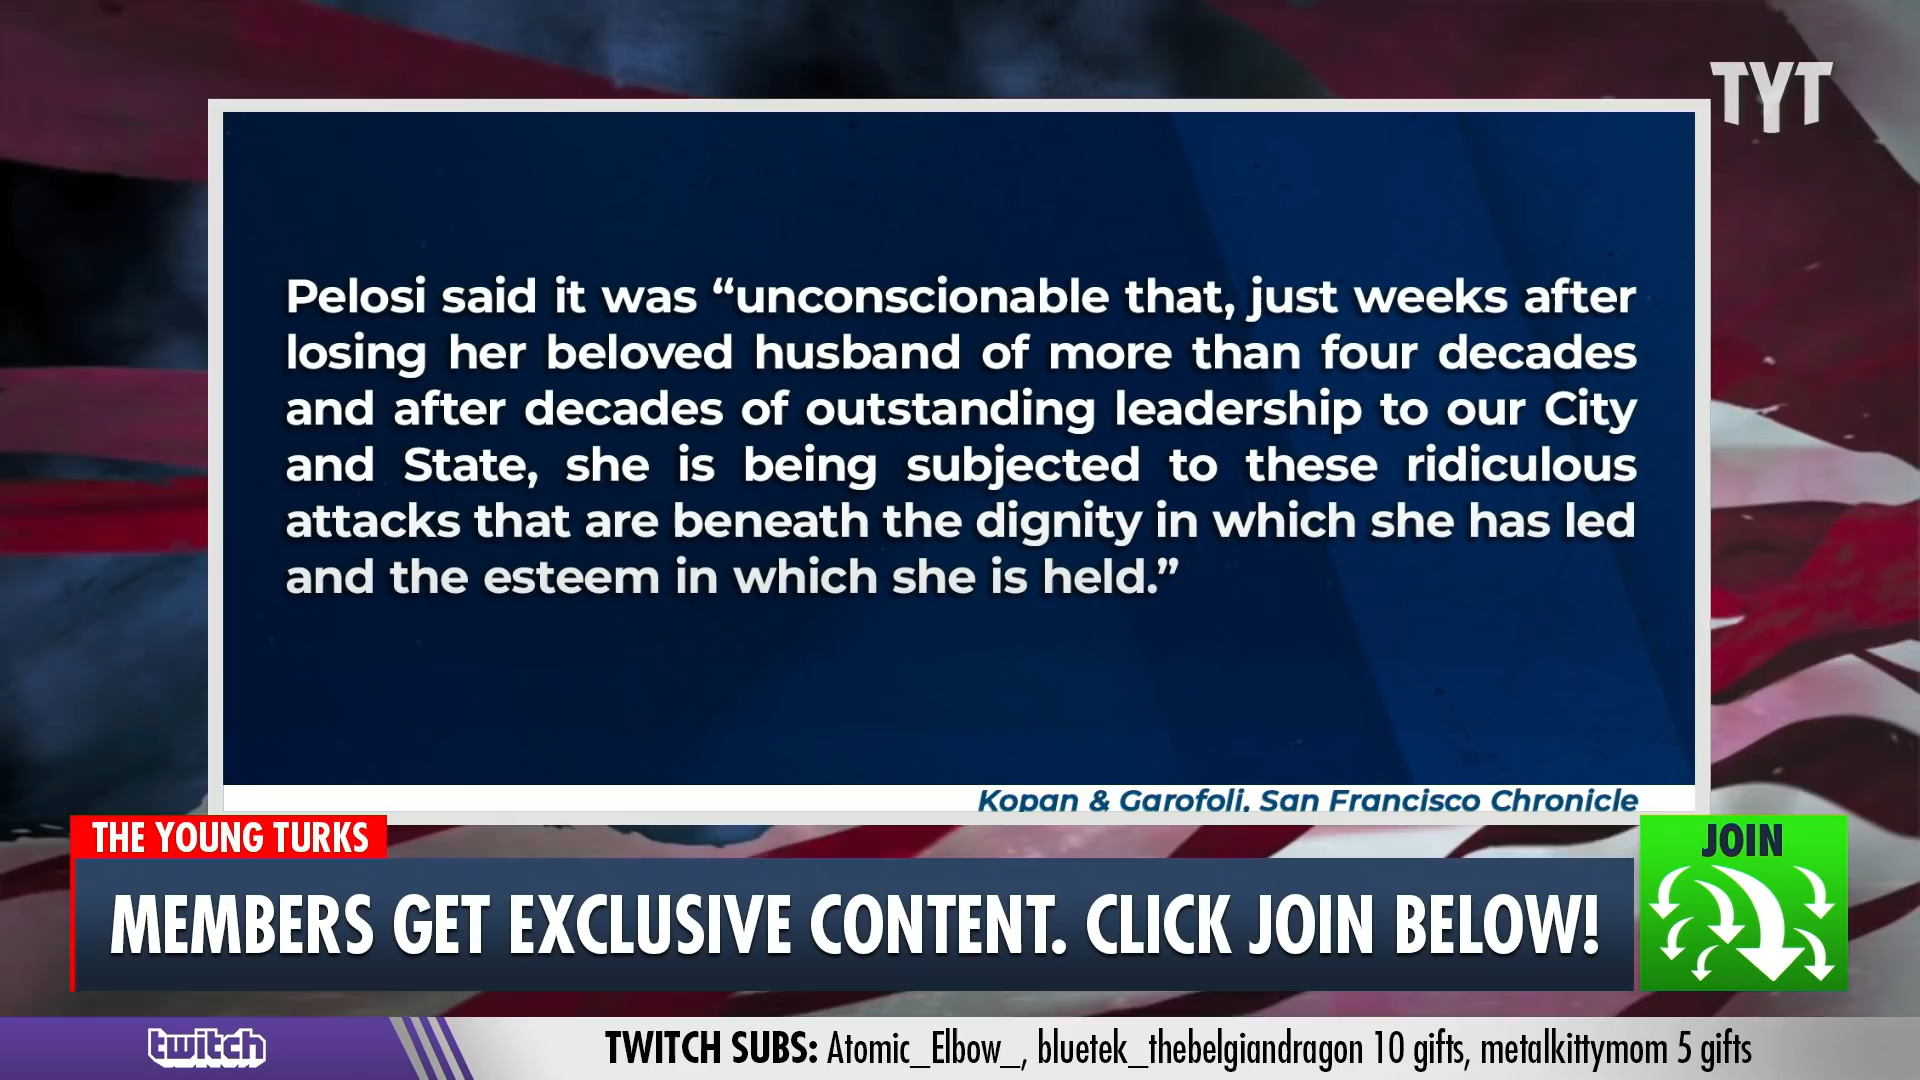 TYT
Pelosi said it was “unconscionable that, just weeks after
losing her beloved husband of more than four decades
and after decades of outstanding leadership to our City
and State, she is being subjected to these ridiculous
attacks that are beneath the dignity in which she has led
and the esteem in which she is held.”
Kopan & Garofoli, San Francisco Chronicle
THE YOUNG TURKS
MEMBERS GET EXCLUSIVE CONTENT. CLICK JOIN BELOW!
JOIN
twitch
TWITCH SUBS: Atomic_Elbow_, bluetek_thebelgiandragon 10 gifts, metalkittymom 5 gifts